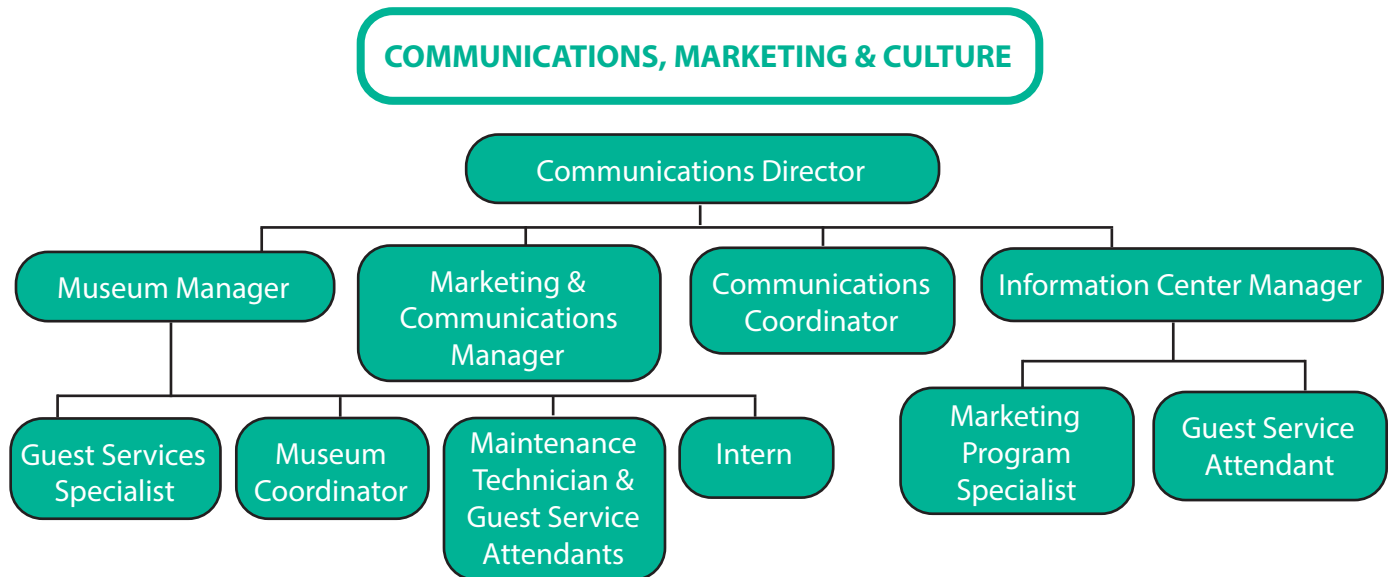 COMMUNICATIONS, MARKETING & CULTURE
Communications Director
Museum Manager
Marketing &
Communications
Manager
Communications
Coordinator
Information Center Manager
Guest Services
Specialist
Museum
Coordinator
Maintenance
Technician &
Guest Service
Attendants
Intern
Marketing
Program
Specialist
Guest Service
Attendant